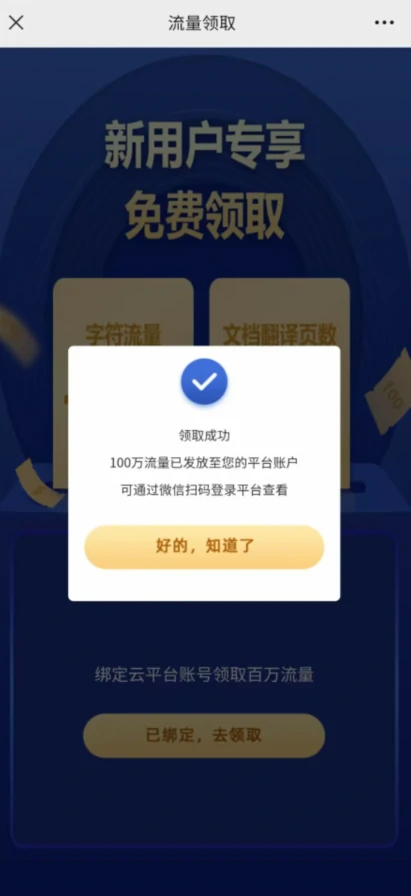 流量领取
新用户专享
免费领取
字符流量
文档翻译页数
领取成功
100万流量已发放至您的平台账户
可通过微信扫码登录平台查看
好的，知道了
绑定云平台账号领取百万流量
已绑定，去领取
100